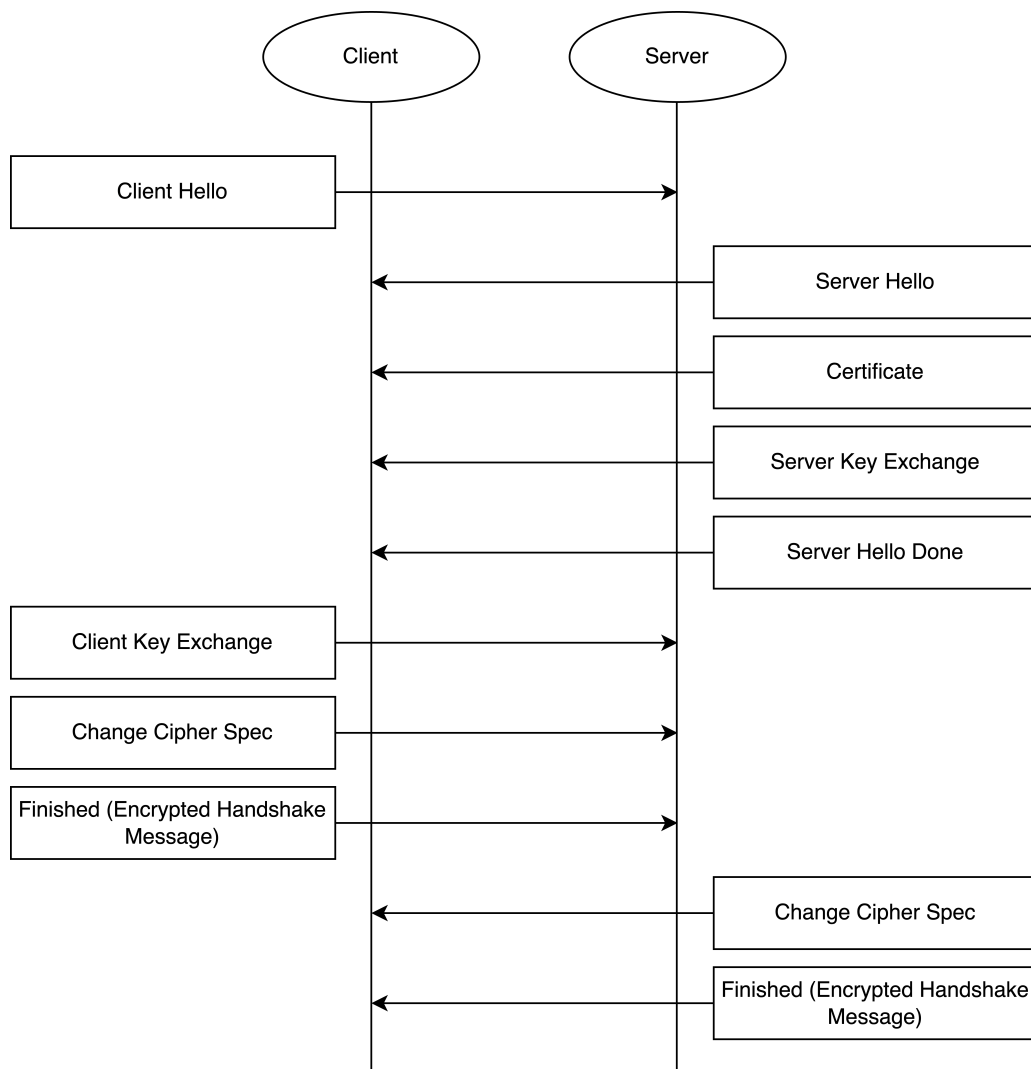 Client
Server
Client Hello
Server Hello
Certificate
Server Key Exchange
Server Hello Done
Client Key Exchange
Change Cipher Spec
Finished (Encrypted Handshake
Message)
Change Cipher Spec
Finished (Encrypted Handshake
Message)